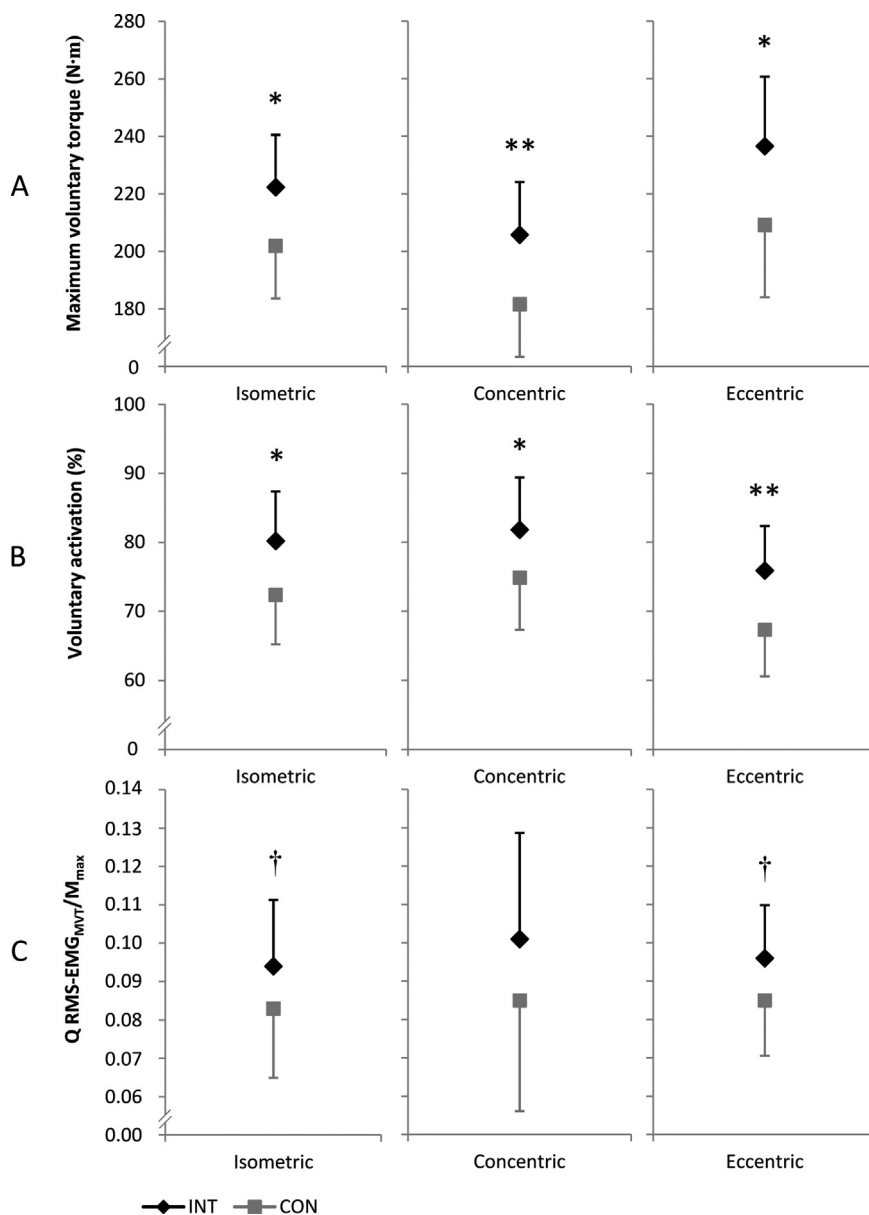 A
Maximum voluntary torque (N·m)
280
260
240
220
200
180
0
*
**
*
Isometric
Concentric
Eccentric
B
Voluntary activation (%)
100
90
80
70
60
0
*
*
**
Isometric
Concentric
Eccentric
C
Q RMS-EMG_MVT/M_max
0.14
0.13
0.12
0.11
0.10
0.09
0.08
0.07
0.06
0.00
†
†
Isometric
Concentric
Eccentric
INT CON